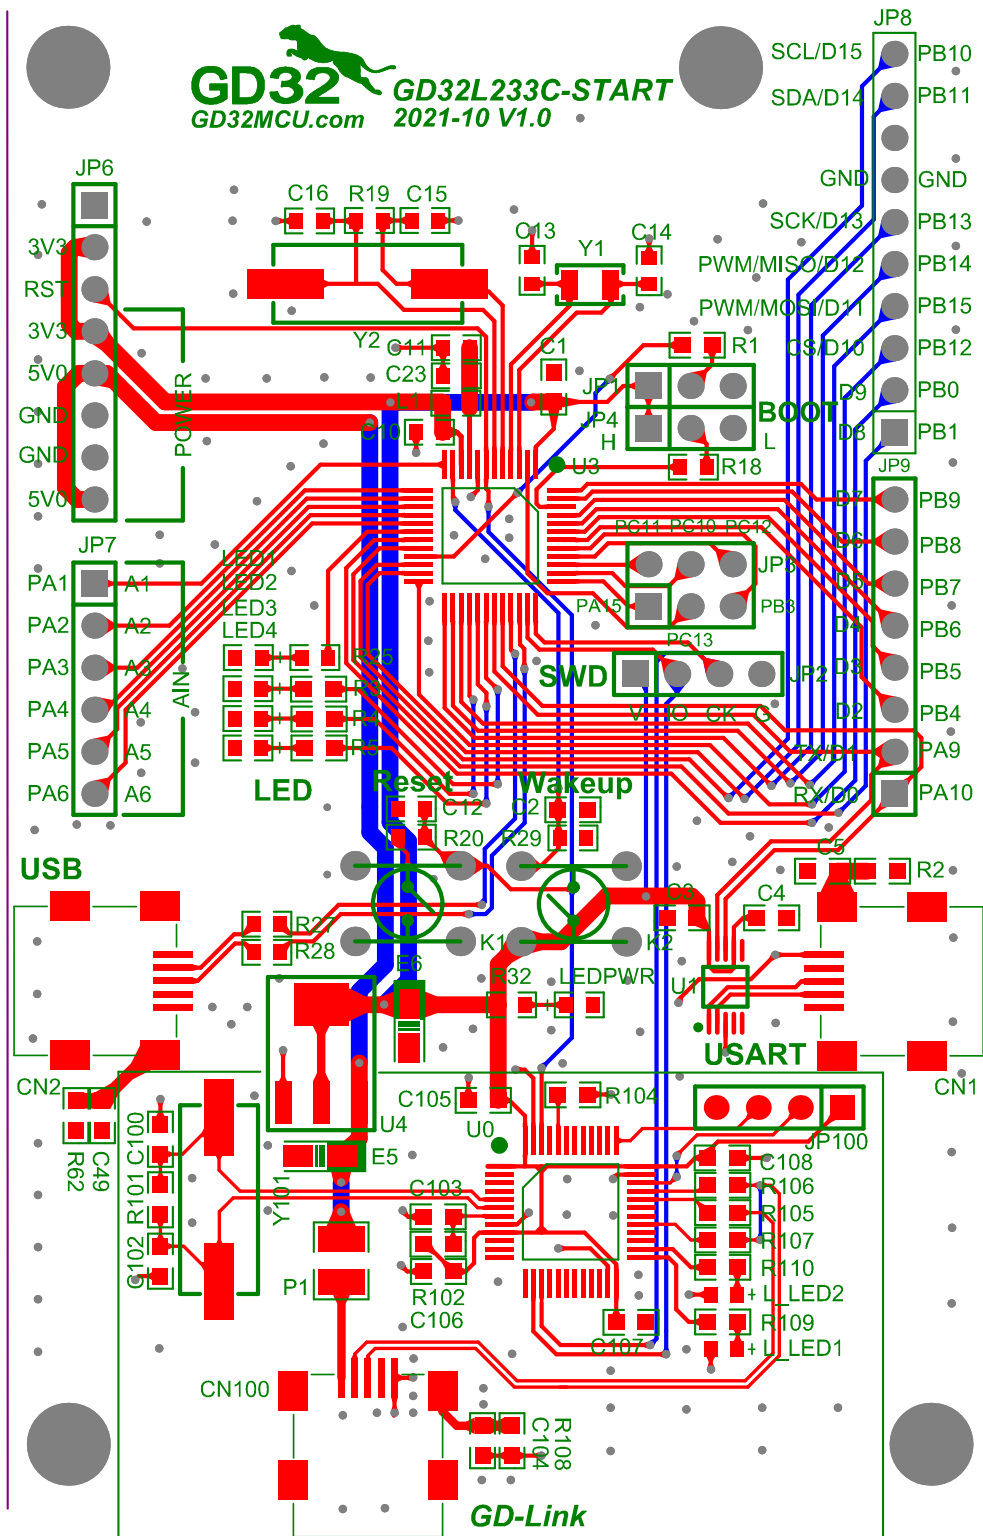 JP8
SCL/D15
PB10
GD32
GD32L233C-START
SDA/D14
PB11
GD32MCU.com
2021-10 V1.0
JP6
GND
GND
C16
R19
C15
SCK/D13
PB13
3V3
C13
Y1
C14
PWM/MISO/D12
PB14
RST
PWM/MOSI/D11
PB15
3V3
Y2
C11
C1
R1
CS/D10
PB12
5V0
C23
JP1
D9
PB0
L1
JP4
BOOT
GND
POWER
C10
H
L
D8
PB1
GND
U3
R18
JP9
5V0
D7
PB9
PC11
PC10
PC12
D6
PB8
JP7
LED1
JP3
PA1
A1
LED2
D5
PB7
LED3
PA15
PB3
PA2
A2
LED4
PC13
D4
PB6
PA3
A3
R25
SWD
JP2
D3
PB5
R3
PA4
A4
AIN
R4
V
IO
CK
G
D2
PB4
PA5
A5
R5
TX/D1
PA9
LED
Reset
Wakeup
PA6
A6
C12
C2
RX/D0
PA10
R20
R29
C5
USB
R2
R27
C3
C4
R28
K1
K2
E6
R32
LEDPWR
+
U1
USART
CN2
CN1
C105
R104
U0
U4
JP100
R62
C49
C100
E5
C108
R101
Y101
C103
R106
R105
C102
R107
P1
R102
R110
C106
+ L_LED2
R109
C107
+ L_LED1
CN100
R108
C104
GD-Link